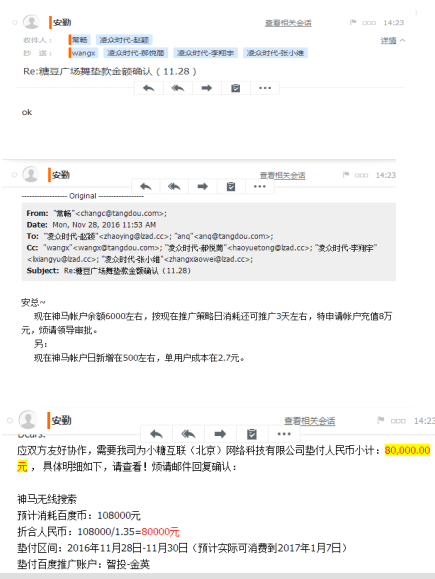 安勤
查看相关会话
14:23
收件人： 常畅 凌众时代-赵颖
详情
抄 送： wangx 凌众时代-郝悦萄 凌众时代-李翔宇 凌众时代-张小维
Re:糖豆广场舞垫款金额确认（11.28）
ok
安勤
查看相关会话
14:23
Original
From: "常畅"<changc@tangdou.com>;
Date: Mon, Nov 28, 2016 11:53 AM
To: "凌众时代-赵颖"<zhaoying@lzad.cc>; "anq"<anq@tangdou.com>;
Cc: "wangx"<wangx@tangdou.com>; "凌众时代-郝悦萄"<haoyuetong@lzad.cc>; "凌众时代-李翔宇"
<lixiangyu@lzad.cc>; "凌众时代-张小维"<zhangxiaowei@lzad.cc>;
Subject: Re:糖豆广场舞垫款金额确认（11.28）
安总~
现在神马帐户余额6000左右，按现在推广策略日消耗还可推广3天左右，特申请帐户充值8万
元，烦请领导审批。
另：
现在神马帐户日新增在500左右，单用户成本在2.7元。
安勤
查看相关会话
14:23
应双方友好协作，需要我司为小糖互联（北京）网络科技有限公司垫付人民币小计：80,000.00
元 ，具体明细如下，请查看！烦请邮件回复确认：
神马无线搜索
预计消耗百度币：108000元
折合人民币：108000/1.35=80000元
垫付区间：2016年11月28日-11月30日（预计实际可消费到2017年1月7日）
垫付百度推广账户：智投-金英